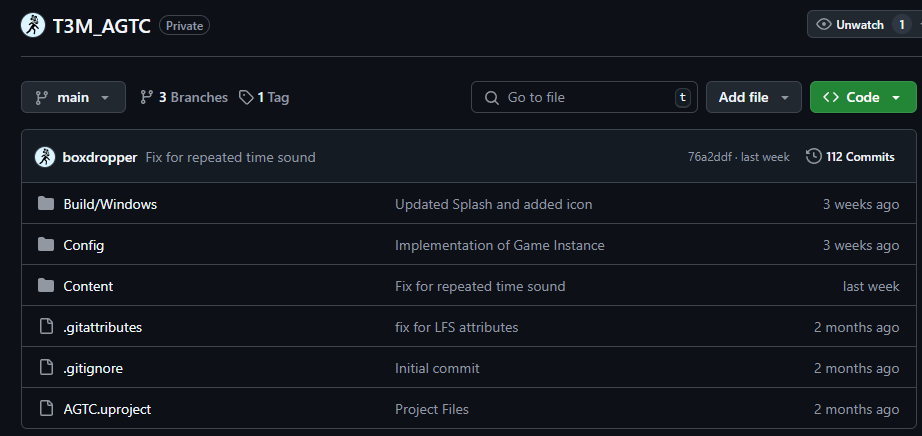 T3M_AGTC Private Unwatch 1
main 3 Branches 1 Tag Go to file t Add file Code
boxdropper Fix for repeated time sound 76a2ddf · last week 112 Commits
Build/Windows Updated Splash and added icon 3 weeks ago
Config Implementation of Game Instance 3 weeks ago
Content Fix for repeated time sound last week
.gitattributes fix for LFS attributes 2 months ago
.gitignore Initial commit 2 months ago
AGTC.uproject Project Files 2 months ago